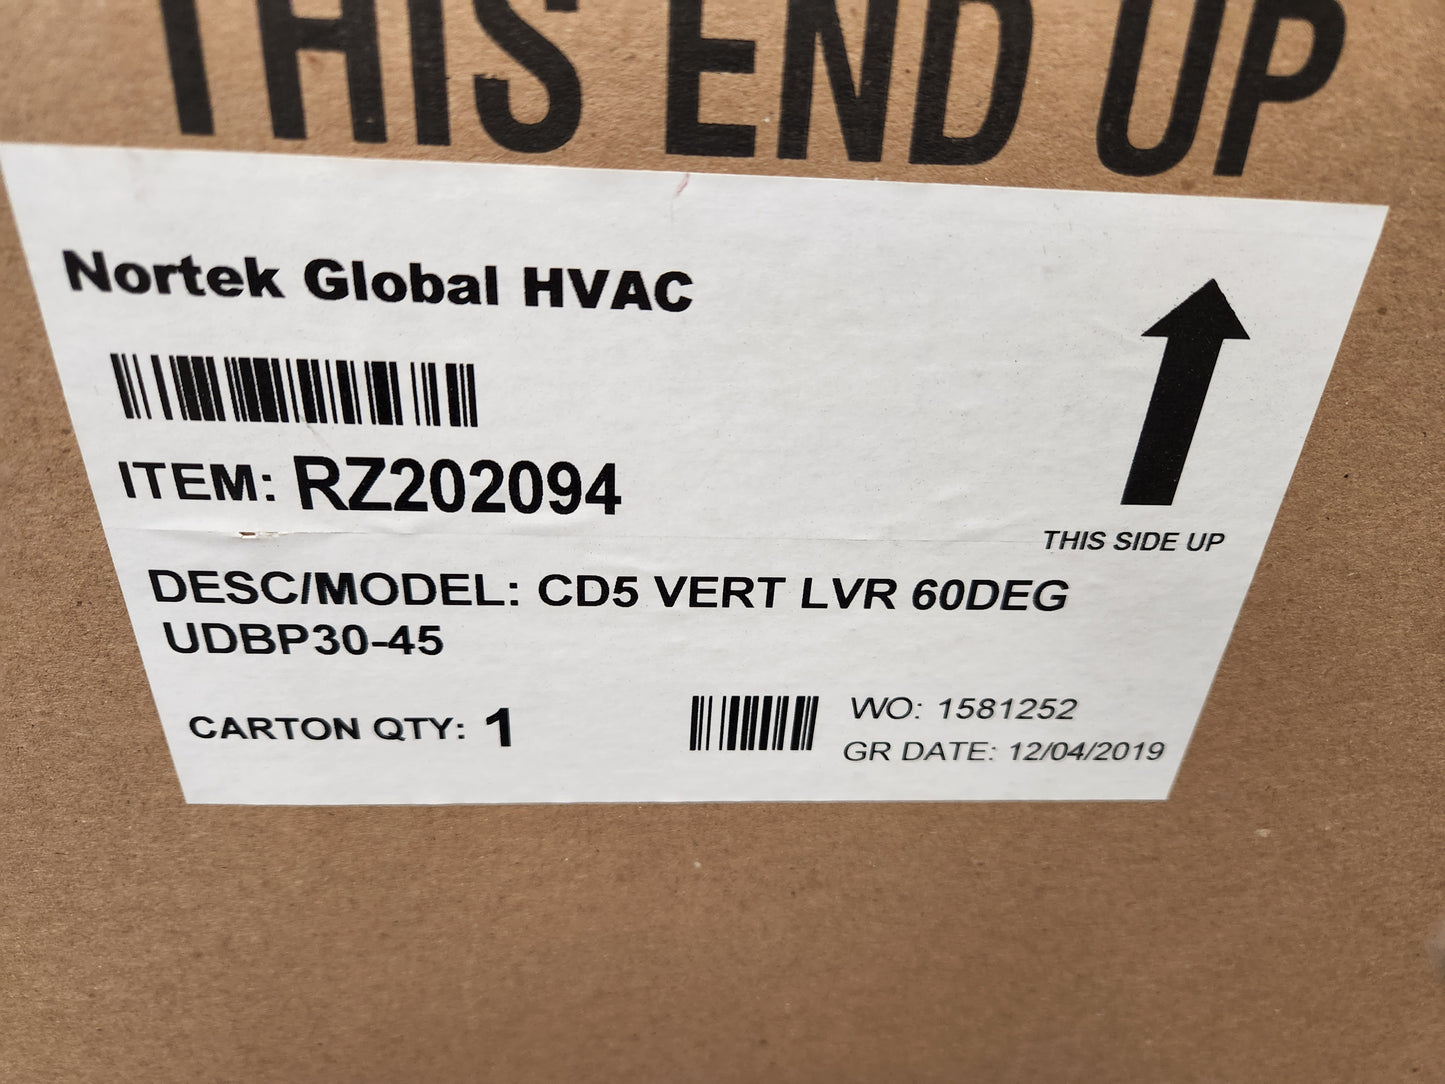 THIS END UP
Nortek Global HVAC
ITEM: RZ202094
THIS SIDE UP
DESC/MODEL: CD5 VERT LVR 60DEG
UDBP30-45
CARTON QTY: 1
WO: 1581252
GR DATE: 12/04/2019